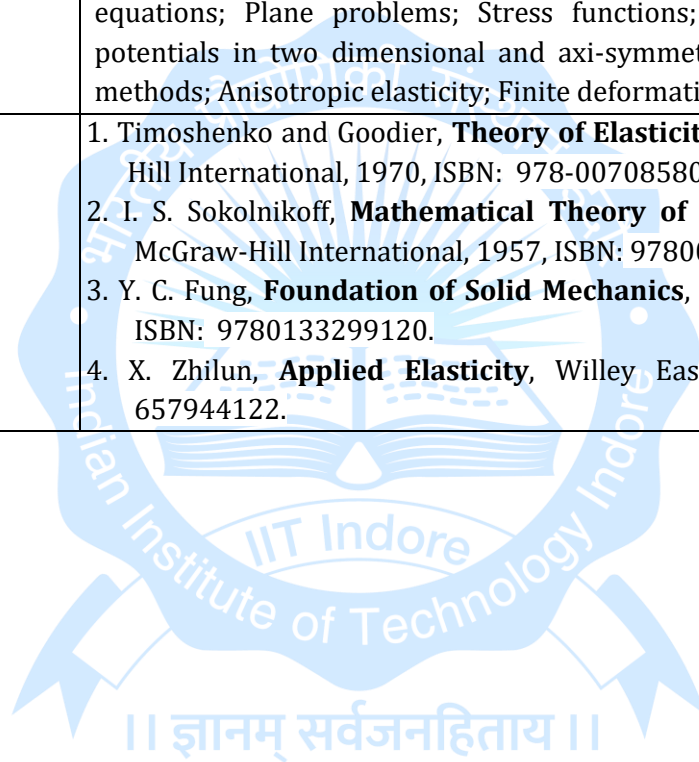 equations; Plane problems; Stress functions;
potentials in two dimensional and axi-symmet
methods; Anisotropic elasticity; Finite deformati
1. Timoshenko and Goodier, Theory of Elasticit
Hill International, 1970, ISBN: 978-00708580
2. I. S. Sokolnikoff, Mathematical Theory of
McGraw-Hill International, 1957, ISBN: 97800
3. Y. C. Fung, Foundation of Solid Mechanics,
ISBN: 9780133299120.
4. X. Zhilun, Applied Elasticity, Willey Eas
657944122.
भारतीय प्रौद्योगिकी संस्थान
Indian Institute of Technology Indore
IIT Indore
।। ज्ञानम् सर्वजनहिताय ।।